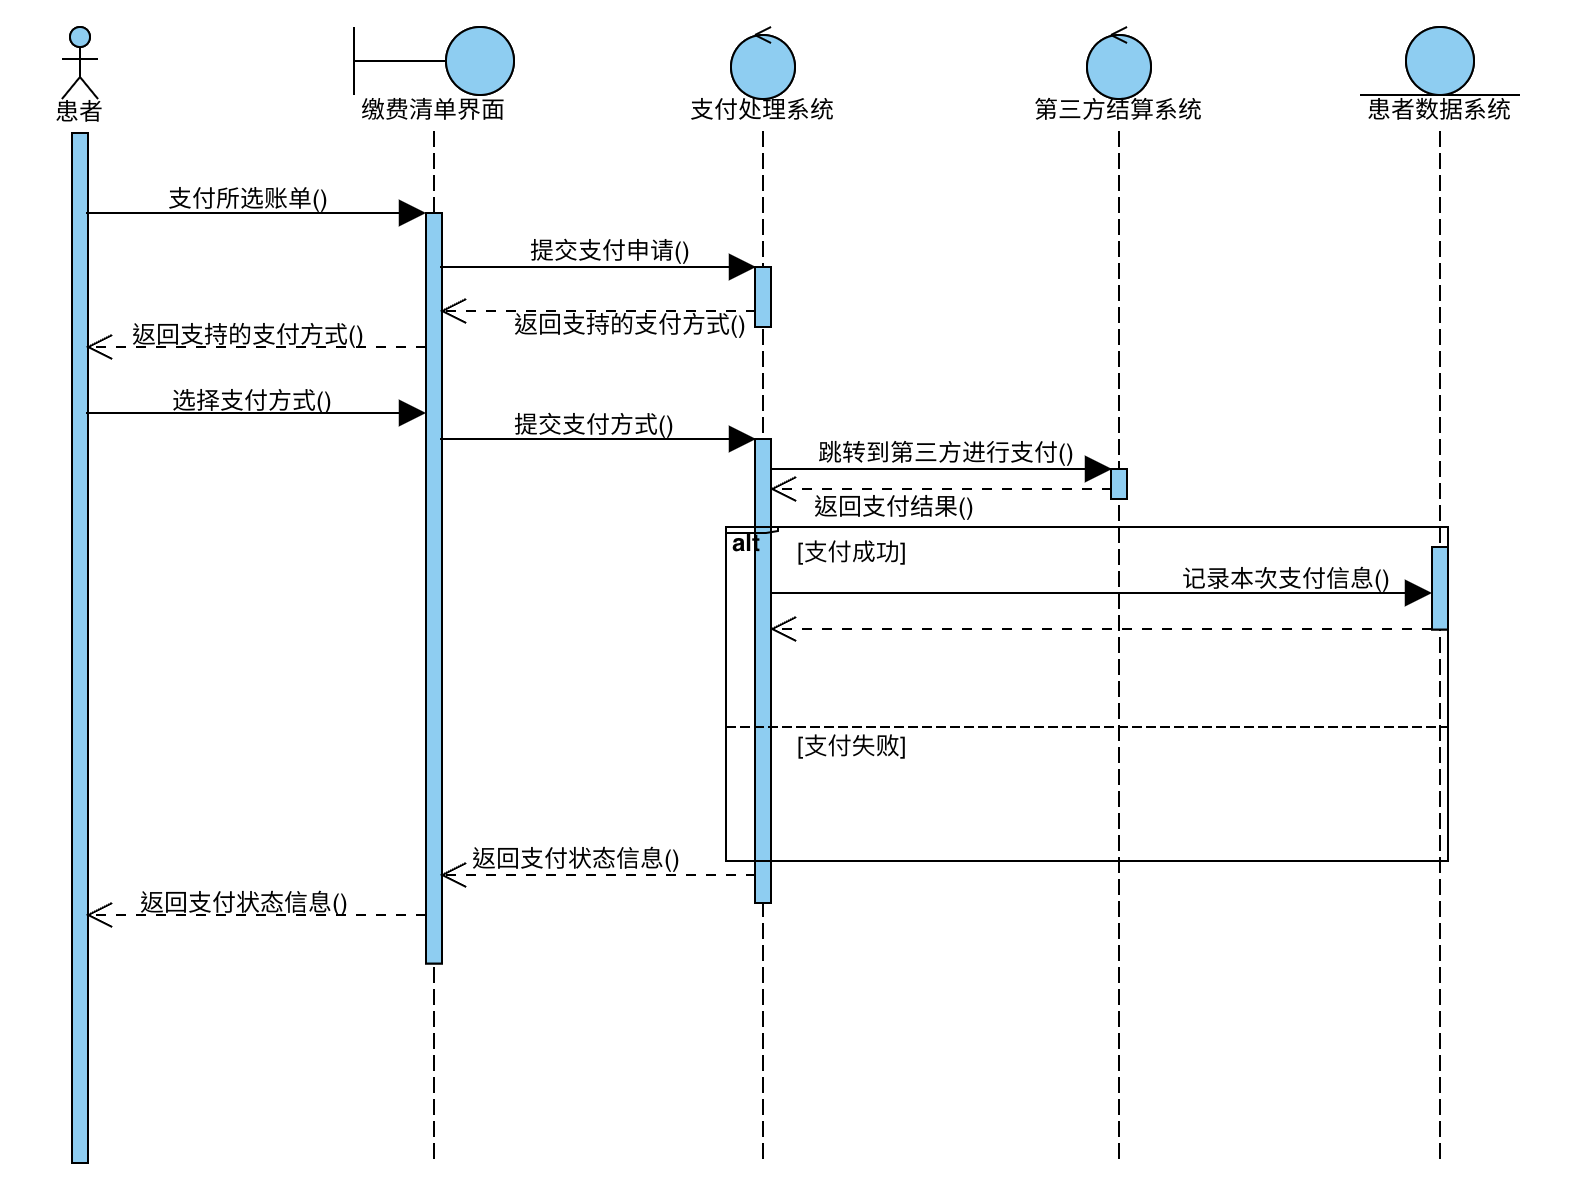 患者
缴费清单界面
支付处理系统
第三方结算系统
患者数据系统
支付所选账单()
提交支付申请()
返回支持的支付方式()
返回支持的支付方式()
选择支付方式()
提交支付方式()
跳转到第三方进行支付()
返回支付结果()
alt
[支付成功]
记录本次支付信息()
[支付失败]
返回支付状态信息()
返回支付状态信息()